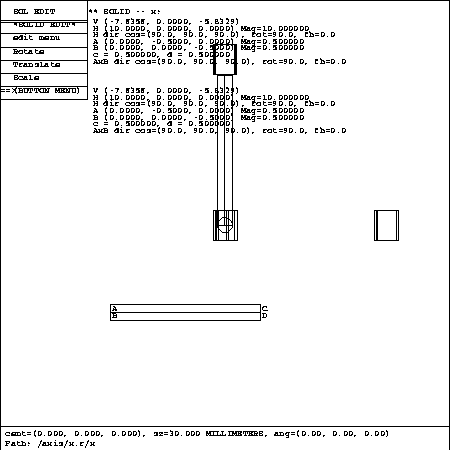 SOL EDIT
*SOLID EDIT*
edit menu
Rotate
Translate
Scale
==>(BUTTON MENU)
** SOLID -- x:
V (-7.8358, 0.0000, -5.8329)
H (10.0000, 0.0000, 0.0000) Mag=10.000000
H dir cos=(90.0, 90.0, 90.0), rot=90.0, fb=0.0
A (0.0000, -0.5000, 0.0000) Mag=0.500000
B (0.0000, 0.0000, -0.5000) Mag=0.500000
c = 0.500000, d = 0.500000
AxB dir cos=(90.0, 90.0, 90.0), rot=90.0, fb=0.0
V (-7.8358, 0.0000, -5.8329)
H (10.0000, 0.0000, 0.0000) Mag=10.000000
H dir cos=(90.0, 90.0, 90.0), rot=90.0, fb=0.0
A (0.0000, -0.5000, 0.0000) Mag=0.500000
B (0.0000, 0.0000, -0.5000) Mag=0.500000
c = 0.500000, d = 0.500000
AxB dir cos=(90.0, 90.0, 90.0), rot=90.0, fb=0.0
A C
B D
cent=(0.000, 0.000, 0.000), sz=30.000 MILLIMETERS, ang=(0.00, 0.00, 0.00)
Path: /axis/x.r/x